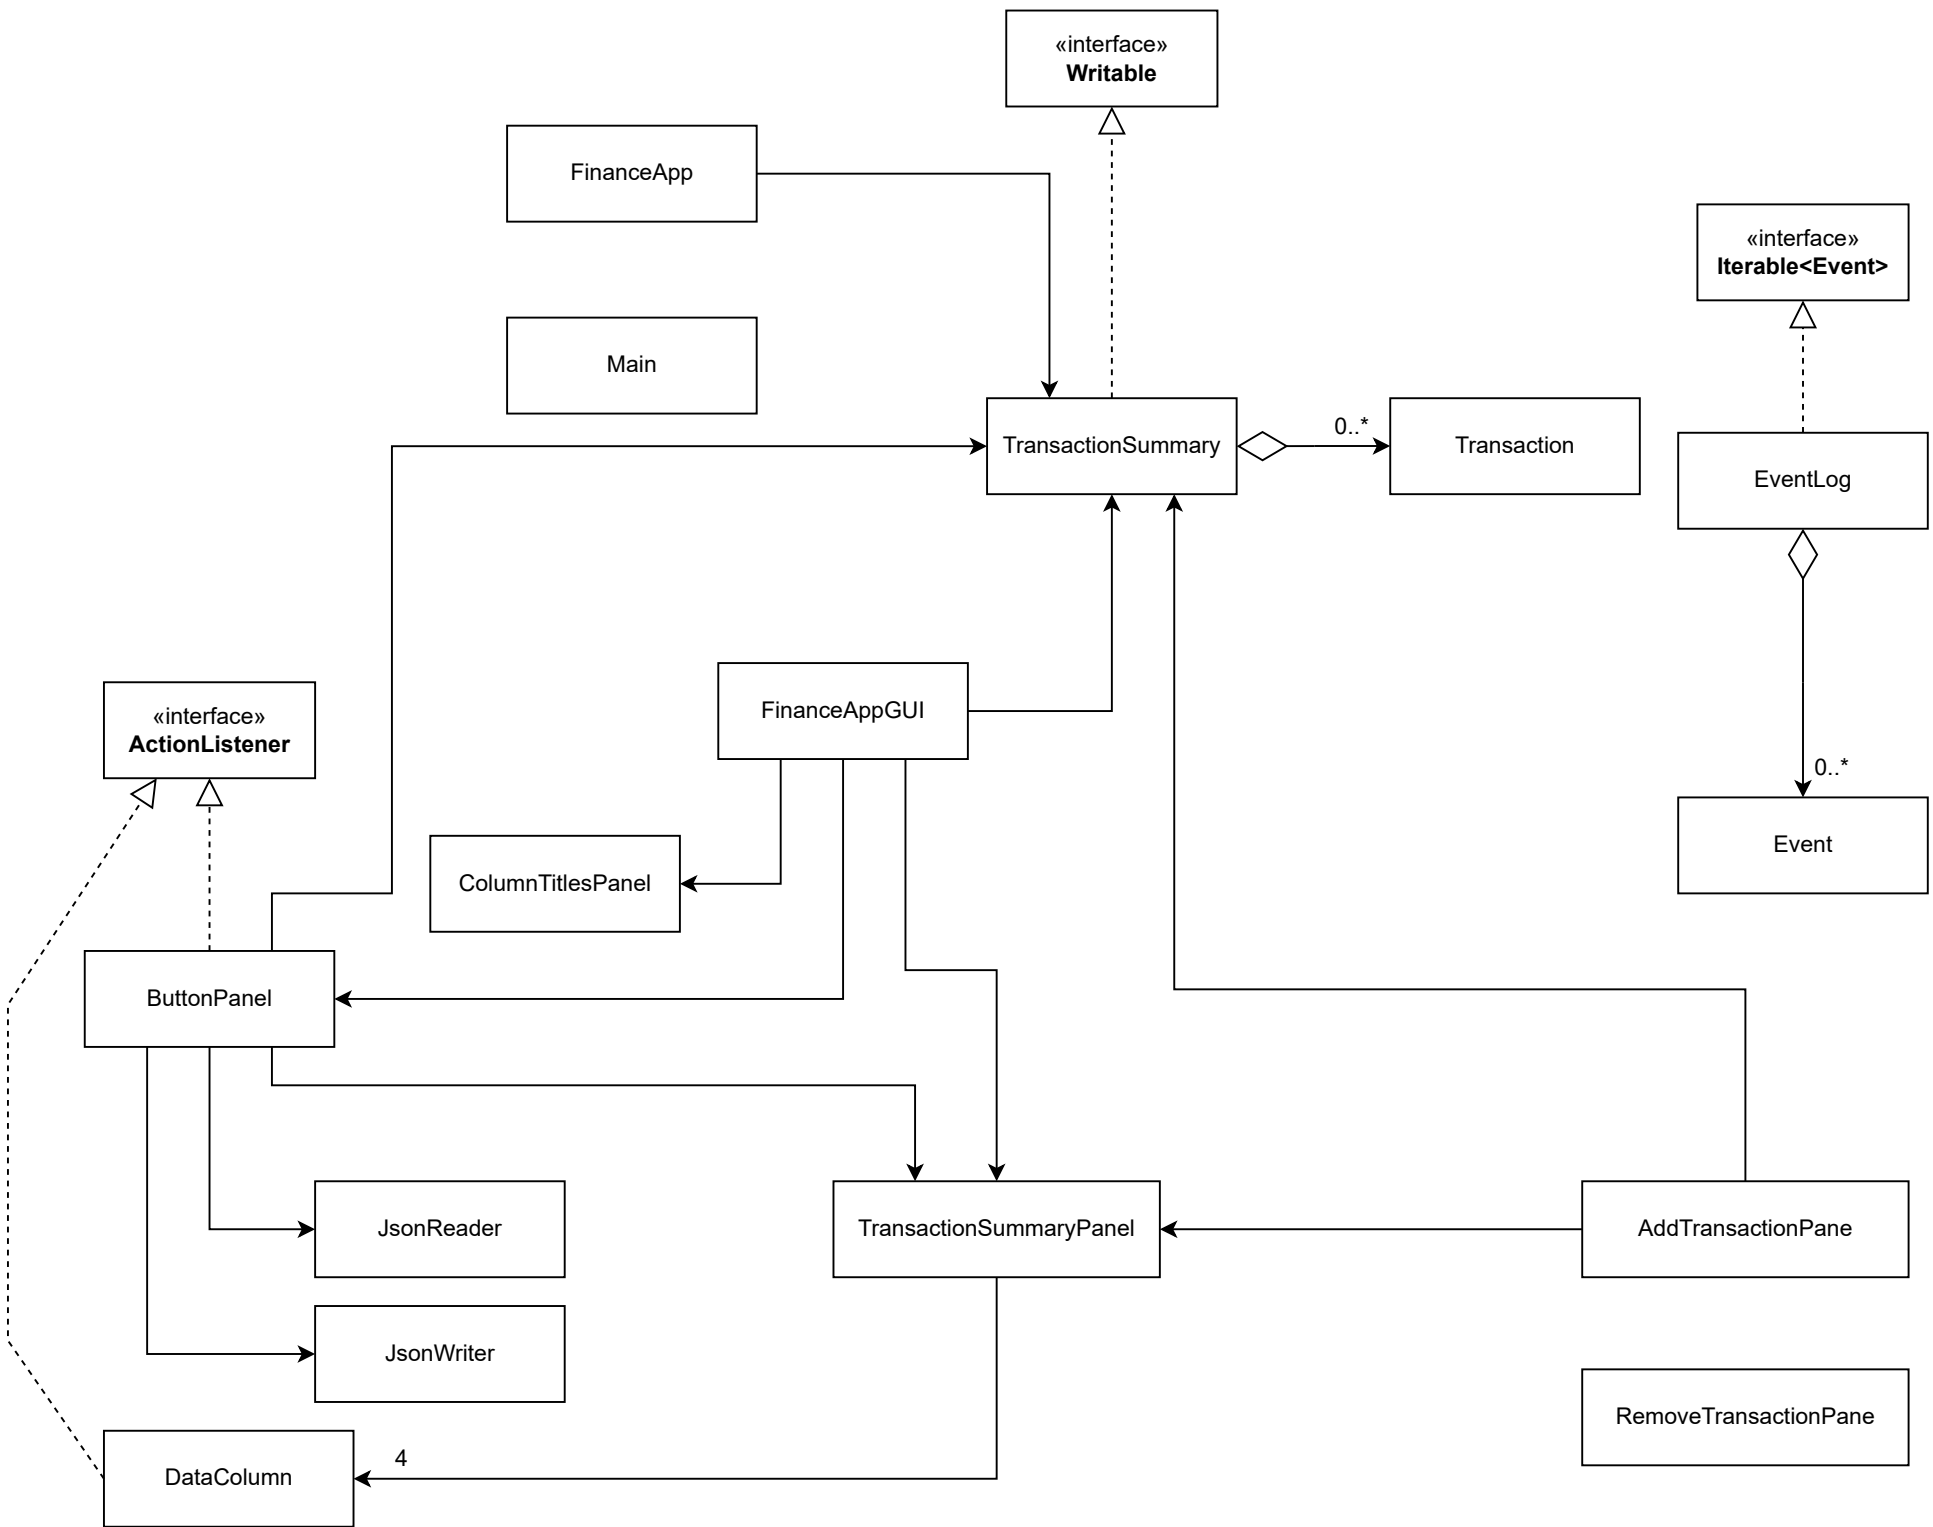 «interface»
Writable
FinanceApp
«interface»
Iterable<Event>
Main
0..*
TransactionSummary
Transaction
EventLog
FinanceAppGUI
«interface»
ActionListener
0..*
Event
ColumnTitlesPanel
ButtonPanel
JsonReader
TransactionSummaryPanel
AddTransactionPane
JsonWriter
RemoveTransactionPane
4
DataColumn